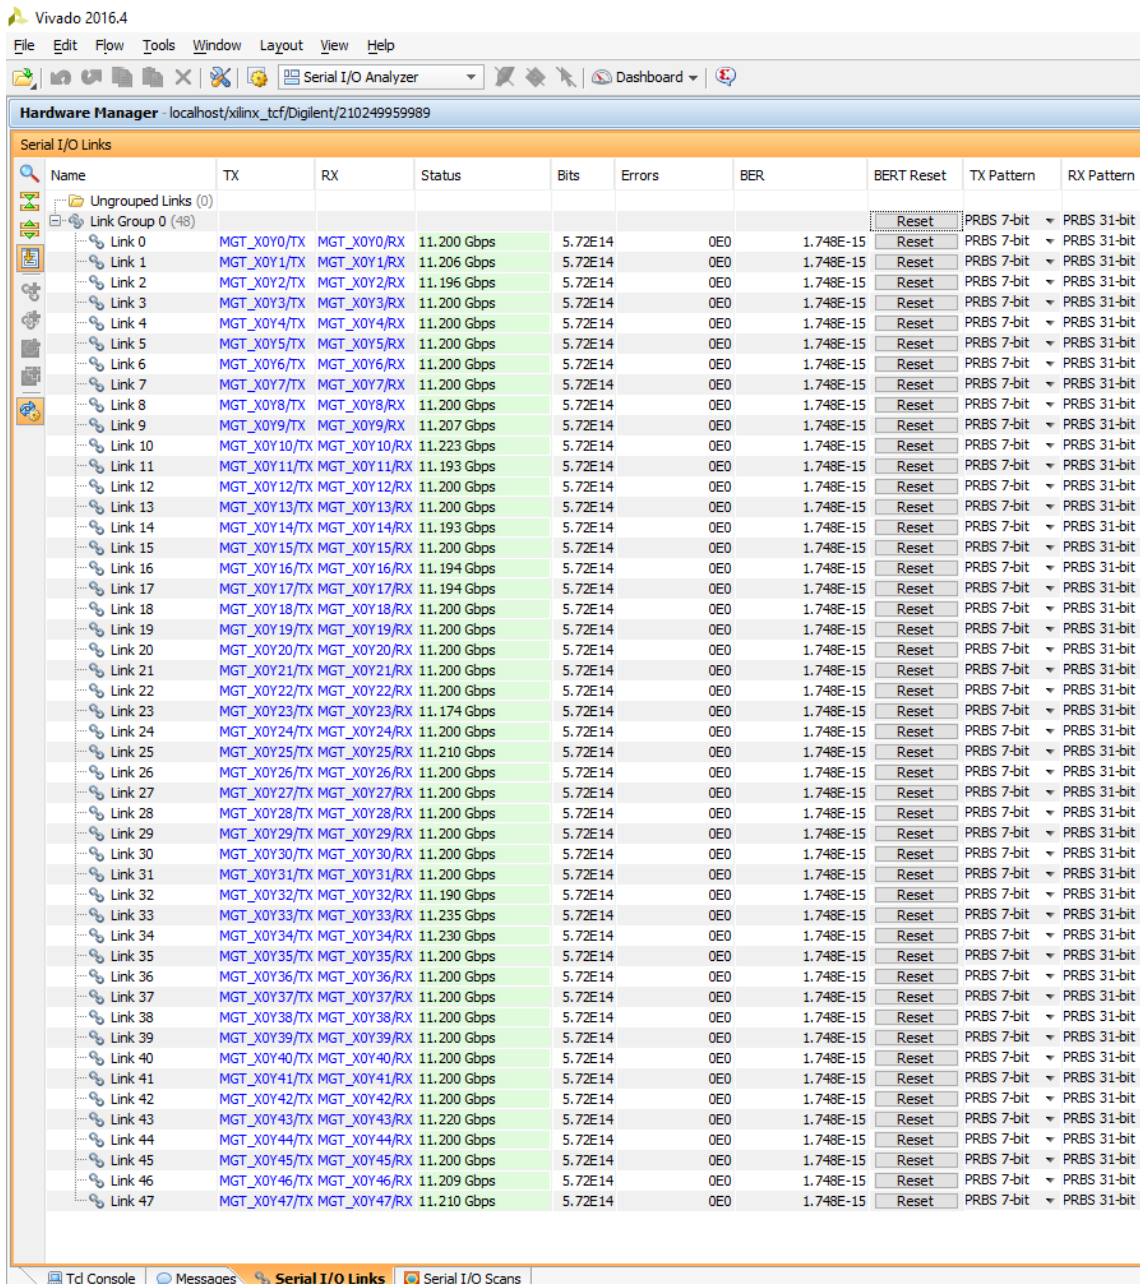 Vivado 2016.4
File Edit Flow Tools Window Layout View Help
Serial I/O Analyzer Dashboard
Hardware Manager - localhost/xilinx_tcf/Digilent/210249959989
Serial I/O Links
Name TX RX Status Bits Errors BER BERT Reset TX Pattern RX Pattern
Ungrouped Links (0)
Link Group 0 (48) Reset PRBS 7-bit PRBS 31-bit
Link 0 MGT_X0Y0/TX MGT_X0Y0/RX 11.200 Gbps 5.72E14 0E0 1.748E-15 Reset PRBS 7-bit PRBS 31-bit
Link 1 MGT_X0Y1/TX MGT_X0Y1/RX 11.206 Gbps 5.72E14 0E0 1.748E-15 Reset PRBS 7-bit PRBS 31-bit
Link 2 MGT_X0Y2/TX MGT_X0Y2/RX 11.196 Gbps 5.72E14 0E0 1.748E-15 Reset PRBS 7-bit PRBS 31-bit
Link 3 MGT_X0Y3/TX MGT_X0Y3/RX 11.200 Gbps 5.72E14 0E0 1.748E-15 Reset PRBS 7-bit PRBS 31-bit
Link 4 MGT_X0Y4/TX MGT_X0Y4/RX 11.200 Gbps 5.72E14 0E0 1.748E-15 Reset PRBS 7-bit PRBS 31-bit
Link 5 MGT_X0Y5/TX MGT_X0Y5/RX 11.200 Gbps 5.72E14 0E0 1.748E-15 Reset PRBS 7-bit PRBS 31-bit
Link 6 MGT_X0Y6/TX MGT_X0Y6/RX 11.200 Gbps 5.72E14 0E0 1.748E-15 Reset PRBS 7-bit PRBS 31-bit
Link 7 MGT_X0Y7/TX MGT_X0Y7/RX 11.200 Gbps 5.72E14 0E0 1.748E-15 Reset PRBS 7-bit PRBS 31-bit
Link 8 MGT_X0Y8/TX MGT_X0Y8/RX 11.200 Gbps 5.72E14 0E0 1.748E-15 Reset PRBS 7-bit PRBS 31-bit
Link 9 MGT_X0Y9/TX MGT_X0Y9/RX 11.207 Gbps 5.72E14 0E0 1.748E-15 Reset PRBS 7-bit PRBS 31-bit
Link 10 MGT_X0Y10/TX MGT_X0Y10/RX 11.223 Gbps 5.72E14 0E0 1.748E-15 Reset PRBS 7-bit PRBS 31-bit
Link 11 MGT_X0Y11/TX MGT_X0Y11/RX 11.193 Gbps 5.72E14 0E0 1.748E-15 Reset PRBS 7-bit PRBS 31-bit
Link 12 MGT_X0Y12/TX MGT_X0Y12/RX 11.200 Gbps 5.72E14 0E0 1.748E-15 Reset PRBS 7-bit PRBS 31-bit
Link 13 MGT_X0Y13/TX MGT_X0Y13/RX 11.200 Gbps 5.72E14 0E0 1.748E-15 Reset PRBS 7-bit PRBS 31-bit
Link 14 MGT_X0Y14/TX MGT_X0Y14/RX 11.193 Gbps 5.72E14 0E0 1.748E-15 Reset PRBS 7-bit PRBS 31-bit
Link 15 MGT_X0Y15/TX MGT_X0Y15/RX 11.200 Gbps 5.72E14 0E0 1.748E-15 Reset PRBS 7-bit PRBS 31-bit
Link 16 MGT_X0Y16/TX MGT_X0Y16/RX 11.194 Gbps 5.72E14 0E0 1.748E-15 Reset PRBS 7-bit PRBS 31-bit
Link 17 MGT_X0Y17/TX MGT_X0Y17/RX 11.194 Gbps 5.72E14 0E0 1.748E-15 Reset PRBS 7-bit PRBS 31-bit
Link 18 MGT_X0Y18/TX MGT_X0Y18/RX 11.200 Gbps 5.72E14 0E0 1.748E-15 Reset PRBS 7-bit PRBS 31-bit
Link 19 MGT_X0Y19/TX MGT_X0Y19/RX 11.200 Gbps 5.72E14 0E0 1.748E-15 Reset PRBS 7-bit PRBS 31-bit
Link 20 MGT_X0Y20/TX MGT_X0Y20/RX 11.200 Gbps 5.72E14 0E0 1.748E-15 Reset PRBS 7-bit PRBS 31-bit
Link 21 MGT_X0Y21/TX MGT_X0Y21/RX 11.200 Gbps 5.72E14 0E0 1.748E-15 Reset PRBS 7-bit PRBS 31-bit
Link 22 MGT_X0Y22/TX MGT_X0Y22/RX 11.200 Gbps 5.72E14 0E0 1.748E-15 Reset PRBS 7-bit PRBS 31-bit
Link 23 MGT_X0Y23/TX MGT_X0Y23/RX 11.174 Gbps 5.72E14 0E0 1.748E-15 Reset PRBS 7-bit PRBS 31-bit
Link 24 MGT_X0Y24/TX MGT_X0Y24/RX 11.200 Gbps 5.72E14 0E0 1.748E-15 Reset PRBS 7-bit PRBS 31-bit
Link 25 MGT_X0Y25/TX MGT_X0Y25/RX 11.210 Gbps 5.72E14 0E0 1.748E-15 Reset PRBS 7-bit PRBS 31-bit
Link 26 MGT_X0Y26/TX MGT_X0Y26/RX 11.200 Gbps 5.72E14 0E0 1.748E-15 Reset PRBS 7-bit PRBS 31-bit
Link 27 MGT_X0Y27/TX MGT_X0Y27/RX 11.200 Gbps 5.72E14 0E0 1.748E-15 Reset PRBS 7-bit PRBS 31-bit
Link 28 MGT_X0Y28/TX MGT_X0Y28/RX 11.200 Gbps 5.72E14 0E0 1.748E-15 Reset PRBS 7-bit PRBS 31-bit
Link 29 MGT_X0Y29/TX MGT_X0Y29/RX 11.200 Gbps 5.72E14 0E0 1.748E-15 Reset PRBS 7-bit PRBS 31-bit
Link 30 MGT_X0Y30/TX MGT_X0Y30/RX 11.200 Gbps 5.72E14 0E0 1.748E-15 Reset PRBS 7-bit PRBS 31-bit
Link 31 MGT_X0Y31/TX MGT_X0Y31/RX 11.200 Gbps 5.72E14 0E0 1.748E-15 Reset PRBS 7-bit PRBS 31-bit
Link 32 MGT_X0Y32/TX MGT_X0Y32/RX 11.190 Gbps 5.72E14 0E0 1.748E-15 Reset PRBS 7-bit PRBS 31-bit
Link 33 MGT_X0Y33/TX MGT_X0Y33/RX 11.235 Gbps 5.72E14 0E0 1.748E-15 Reset PRBS 7-bit PRBS 31-bit
Link 34 MGT_X0Y34/TX MGT_X0Y34/RX 11.230 Gbps 5.72E14 0E0 1.748E-15 Reset PRBS 7-bit PRBS 31-bit
Link 35 MGT_X0Y35/TX MGT_X0Y35/RX 11.200 Gbps 5.72E14 0E0 1.748E-15 Reset PRBS 7-bit PRBS 31-bit
Link 36 MGT_X0Y36/TX MGT_X0Y36/RX 11.200 Gbps 5.72E14 0E0 1.748E-15 Reset PRBS 7-bit PRBS 31-bit
Link 37 MGT_X0Y37/TX MGT_X0Y37/RX 11.200 Gbps 5.72E14 0E0 1.748E-15 Reset PRBS 7-bit PRBS 31-bit
Link 38 MGT_X0Y38/TX MGT_X0Y38/RX 11.200 Gbps 5.72E14 0E0 1.748E-15 Reset PRBS 7-bit PRBS 31-bit
Link 39 MGT_X0Y39/TX MGT_X0Y39/RX 11.200 Gbps 5.72E14 0E0 1.748E-15 Reset PRBS 7-bit PRBS 31-bit
Link 40 MGT_X0Y40/TX MGT_X0Y40/RX 11.200 Gbps 5.72E14 0E0 1.748E-15 Reset PRBS 7-bit PRBS 31-bit
Link 41 MGT_X0Y41/TX MGT_X0Y41/RX 11.200 Gbps 5.72E14 0E0 1.748E-15 Reset PRBS 7-bit PRBS 31-bit
Link 42 MGT_X0Y42/TX MGT_X0Y42/RX 11.200 Gbps 5.72E14 0E0 1.748E-15 Reset PRBS 7-bit PRBS 31-bit
Link 43 MGT_X0Y43/TX MGT_X0Y43/RX 11.220 Gbps 5.72E14 0E0 1.748E-15 Reset PRBS 7-bit PRBS 31-bit
Link 44 MGT_X0Y44/TX MGT_X0Y44/RX 11.200 Gbps 5.72E14 0E0 1.748E-15 Reset PRBS 7-bit PRBS 31-bit
Link 45 MGT_X0Y45/TX MGT_X0Y45/RX 11.200 Gbps 5.72E14 0E0 1.748E-15 Reset PRBS 7-bit PRBS 31-bit
Link 46 MGT_X0Y46/TX MGT_X0Y46/RX 11.209 Gbps 5.72E14 0E0 1.748E-15 Reset PRBS 7-bit PRBS 31-bit
Link 47 MGT_X0Y47/TX MGT_X0Y47/RX 11.210 Gbps 5.72E14 0E0 1.748E-15 Reset PRBS 7-bit PRBS 31-bit
Tcl Console Messages Serial I/O Links Serial I/O Scans